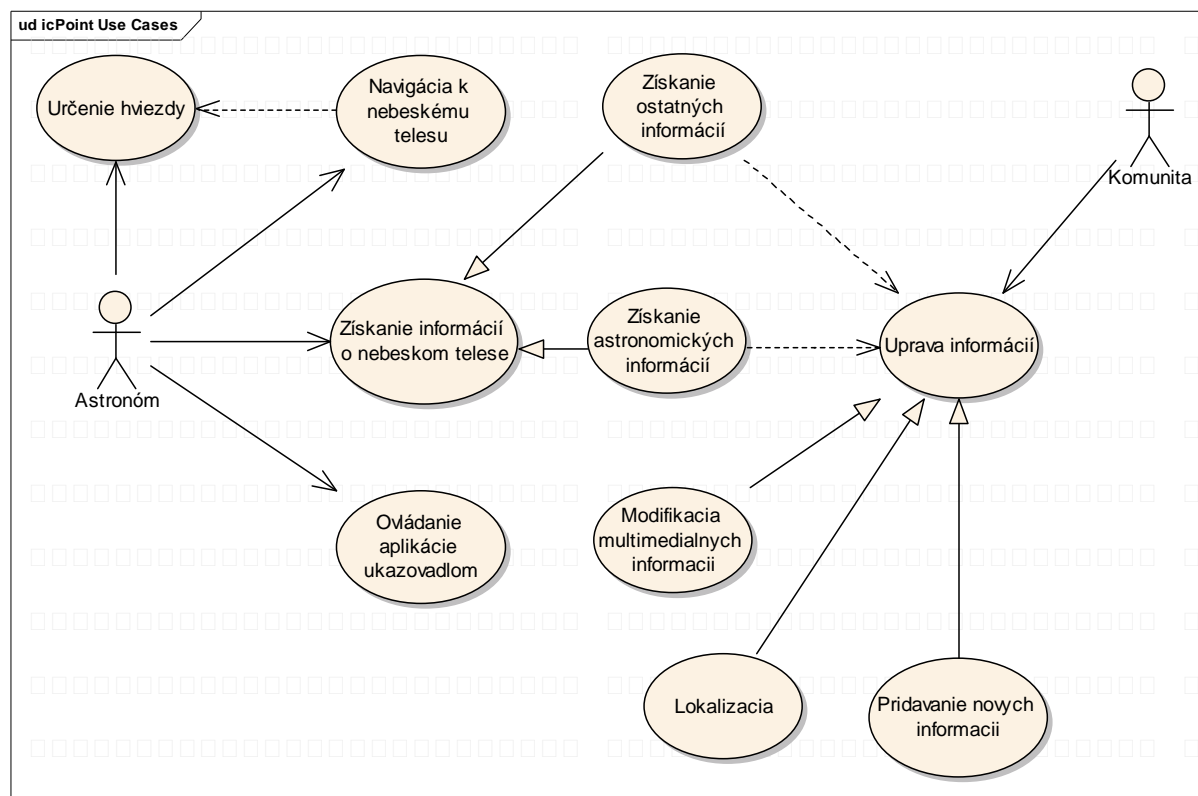 ud icPoint Use Cases
Určenie hviezdy
Navigácia k
nebeskému
telesu
Získanie
ostatných
informácií
Komunita
Astronóm
Získanie informácií
o nebeskom telese
Získanie
astronomických
informácií
Uprava informácií
Ovládanie
aplikácie
ukazovadlom
Modifikacia
multimedialnych
informacii
Lokalizacia
Pridavanie novych
informacii